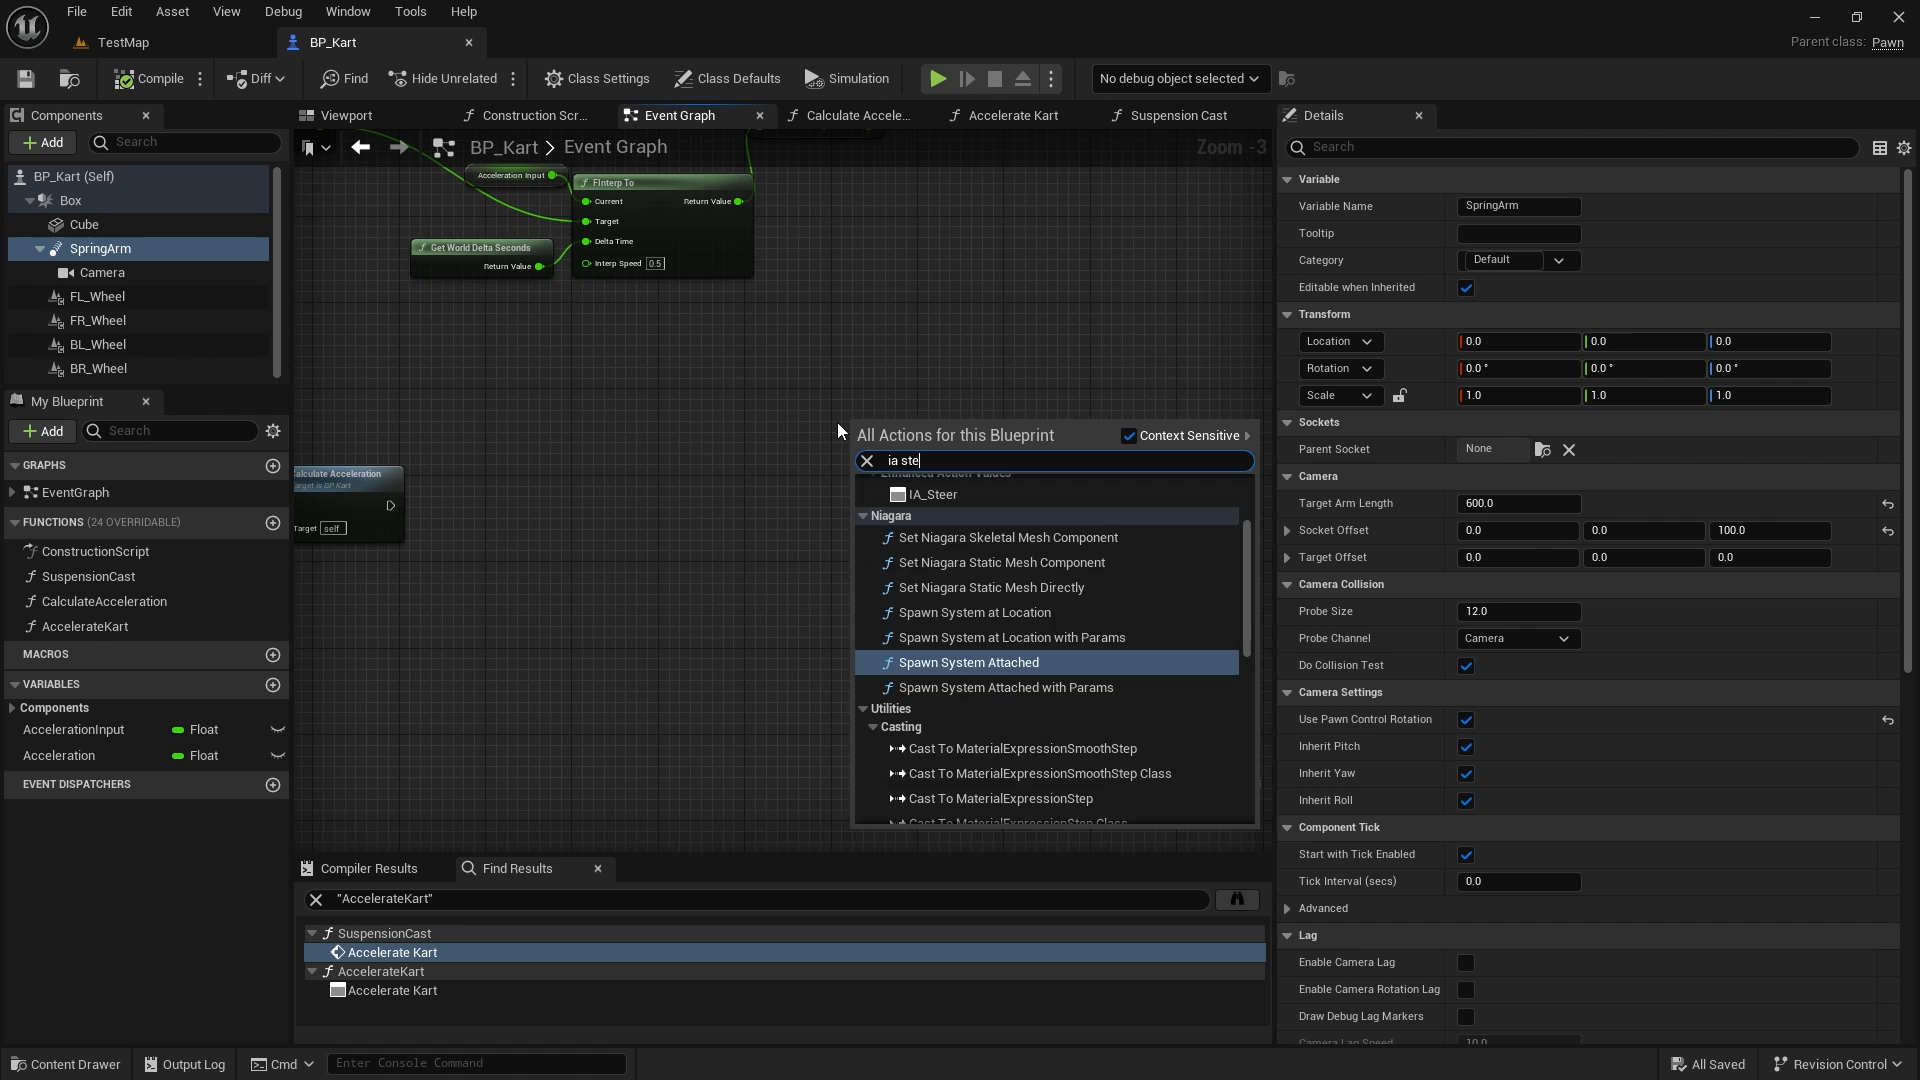 File Edit Asset View Debug Window Tools Help
TestMap
BP_Kart
Parent class: Pawn
Compile
Diff
Find
Hide Unrelated
Class Settings
Class Defaults
Simulation
No debug object selected
Components
Add
Search
BP_Kart (Self)
Box
Cube
SpringArm
Camera
FL_Wheel
FR_Wheel
BL_Wheel
BR_Wheel
My Blueprint
Add
Search
GRAPHS
EventGraph
FUNCTIONS (24 OVERRIDABLE)
ConstructionScript
SuspensionCast
CalculateAcceleration
AccelerateKart
MACROS
VARIABLES
Components
AccelerationInput Float
Acceleration Float
EVENT DISPATCHERS
Viewport
Construction Scr...
Event Graph
Calculate Accele...
Accelerate Kart
Suspension Cast
BP_Kart > Event Graph
Zoom -3
Acceleration Input
FInterp To
Current
Return Value
Target
Delta Time
Interp Speed 0.5
Get World Delta Seconds
Return Value
Calculate Acceleration
Target is BP Kart
Target self
All Actions for this Blueprint
Context Sensitive
ia ste
Enhanced Action Values
IA_Steer
Niagara
Set Niagara Skeletal Mesh Component
Set Niagara Static Mesh Component
Set Niagara Static Mesh Directly
Spawn System at Location
Spawn System at Location with Params
Spawn System Attached
Spawn System Attached with Params
Utilities
Casting
Cast To MaterialExpressionSmoothStep
Cast To MaterialExpressionSmoothStep Class
Cast To MaterialExpressionStep
Cast To MaterialExpressionStep Class
Compiler Results
Find Results
"AccelerateKart"
SuspensionCast
Accelerate Kart
AccelerateKart
Accelerate Kart
Details
Search
Variable
Variable Name SpringArm
Tooltip
Category Default
Editable when Inherited
Transform
Location 0.0 0.0 0.0
Rotation 0.0 ° 0.0 ° 0.0 °
Scale 1.0 1.0 1.0
Sockets
Parent Socket None
Camera
Target Arm Length 600.0
Socket Offset 0.0 0.0 100.0
Target Offset 0.0 0.0 0.0
Camera Collision
Probe Size 12.0
Probe Channel Camera
Do Collision Test
Camera Settings
Use Pawn Control Rotation
Inherit Pitch
Inherit Yaw
Inherit Roll
Component Tick
Start with Tick Enabled
Tick Interval (secs) 0.0
Advanced
Lag
Enable Camera Lag
Enable Camera Rotation Lag
Draw Debug Lag Markers
Camera Lag Speed 10.0
Content Drawer
Output Log
Cmd
Enter Console Command
All Saved
Revision Control